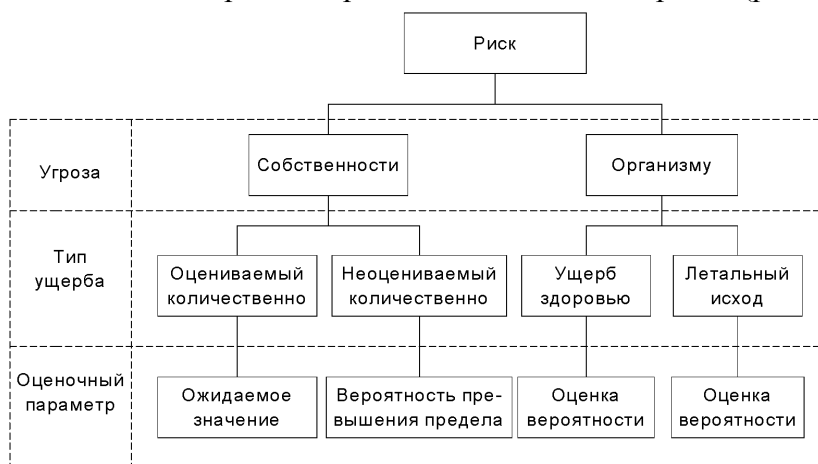 Риск
Угроза
Собственности
Организму
Тип
ущерба
Оцениваемый
количественно
Неоцениваемый
количественно
Ущерб
здоровью
Летальный
исход
Оценочный
параметр
Ожидаемое
значение
Вероятность пре-
вышения предела
Оценка
вероятности
Оценка
вероятности